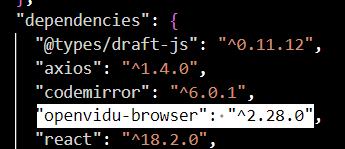 },
"dependencies": {
"@types/draft-js": "^0.11.12",
"axios": "^1.4.0",
"codemirror": "^6.0.1",
"openvidu-browser": "^2.28.0",
"react": "^18.2.0",